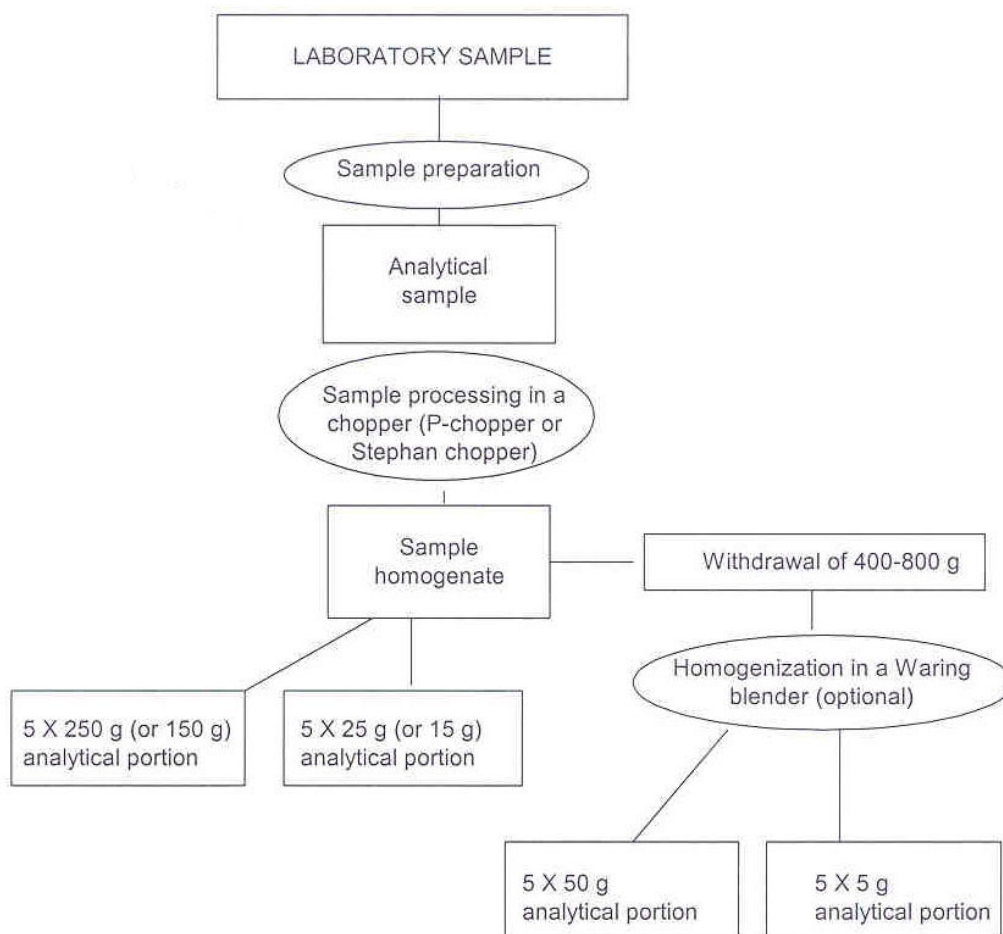 LABORATORY SAMPLE
Sample preparation
Analytical
sample
Sample processing in a
chopper (P-chopper or
Stephan chopper)
Sample
homogenate
Withdrawal of 400-800 g
Homogenization in a Waring
blender (optional)
5 X 250 g (or 150 g)
analytical portion
5 X 25 g (or 15 g)
analytical portion
5 X 50 g
analytical portion
5 X 5 g
analytical portion